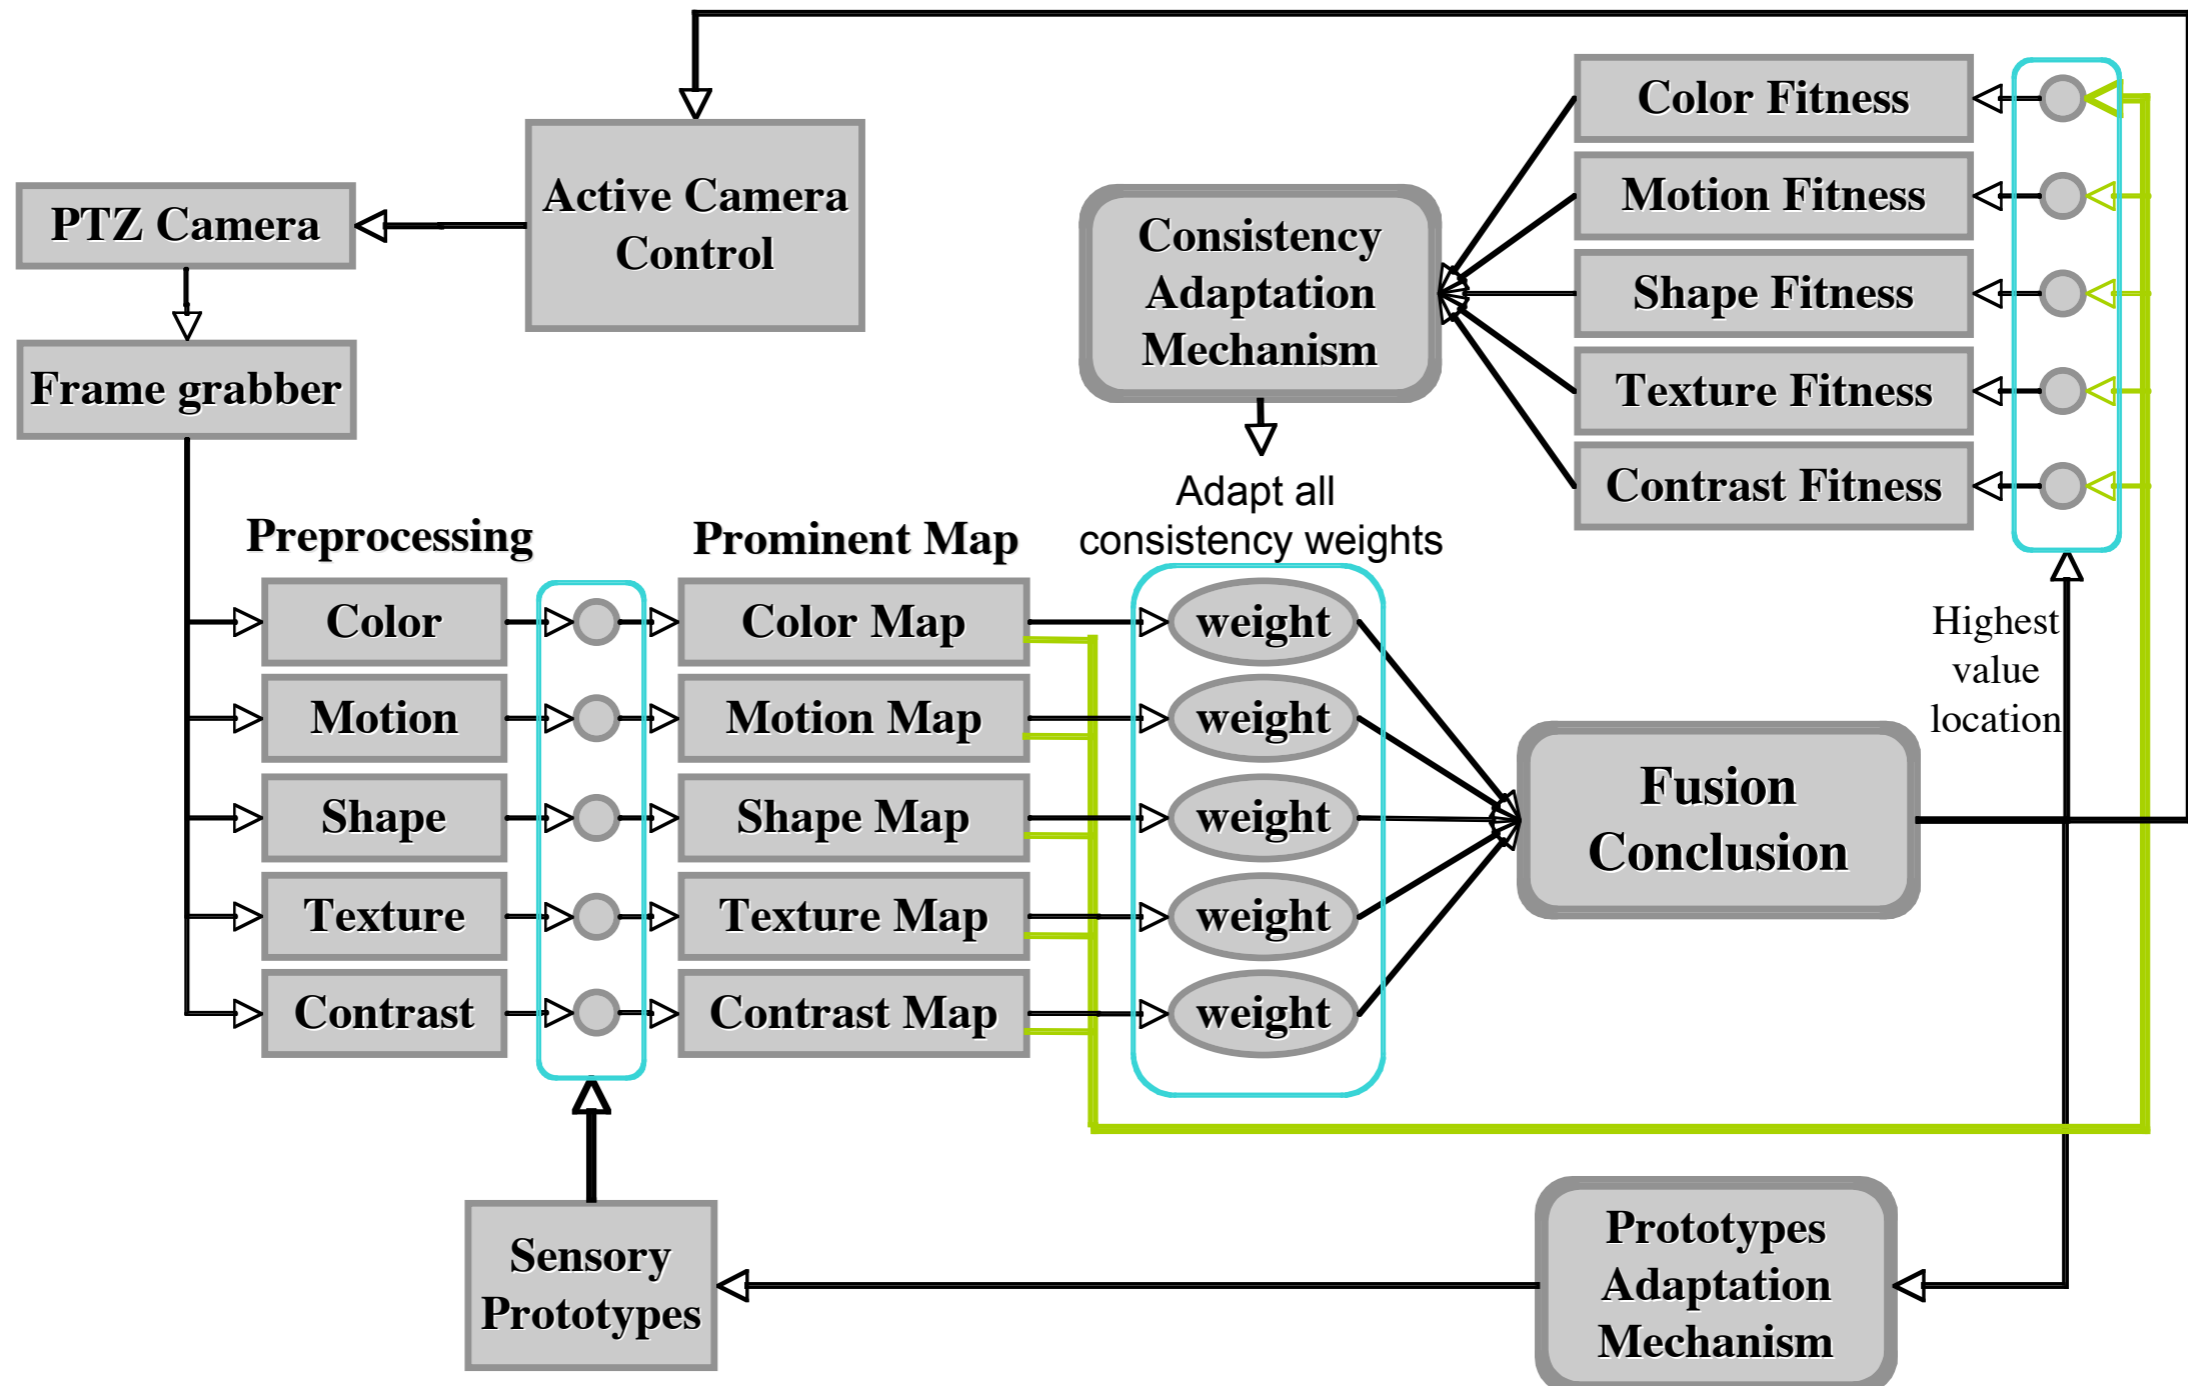 Active Camera
Control
PTZ Camera
Frame grabber
Color Fitness
Motion Fitness
Shape Fitness
Texture Fitness
Contrast Fitness
Consistency
Adaptation
Mechanism
Adapt all
consistency weights
Preprocessing
Prominent Map
Color
Motion
Shape
Texture
Contrast
Color Map
Motion Map
Shape Map
Texture Map
Contrast Map
weight
weight
weight
weight
weight
Fusion
Conclusion
Highest
value
location
Sensory
Prototypes
Prototypes
Adaptation
Mechanism